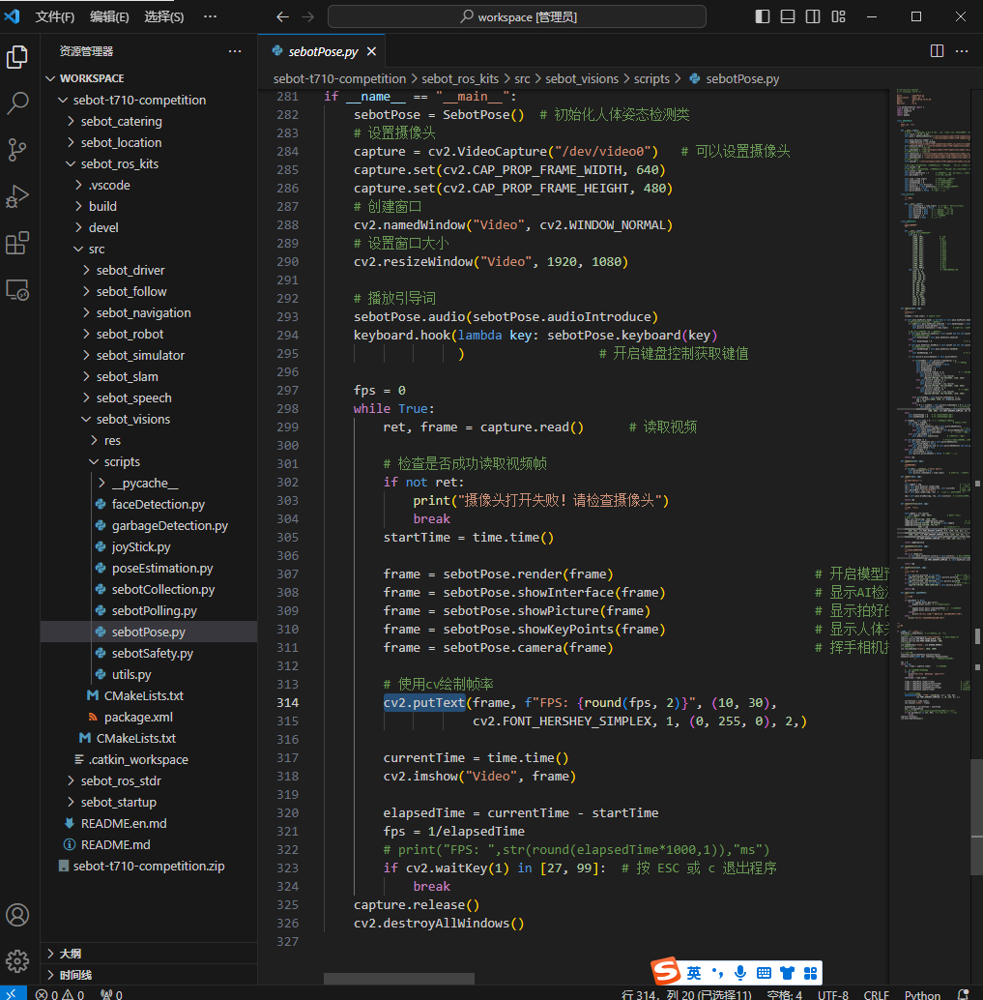 文件(F) 编辑(E) 选择(S) ··· workspace [管理员]
资源管理器 ···
WORKSPACE
sebot-t710-competition
sebot_catering
sebot_location
sebot_ros_kits
.vscode
build
devel
src
sebot_driver
sebot_follow
sebot_navigation
sebot_robot
sebot_simulator
sebot_slam
sebot_speech
sebot_visions
res
scripts
__pycache__
faceDetection.py
garbageDetection.py
joyStick.py
poseEstimation.py
sebotCollection.py
sebotPolling.py
sebotPose.py
sebotSafety.py
utils.py
CMakeLists.txt
package.xml
CMakeLists.txt
.catkin_workspace
sebot_ros_stdr
sebot_startup
README.en.md
README.md
sebot-t710-competition.zip
大纲
时间线
sebotPose.py
sebot-t710-competition > sebot_ros_kits > src > sebot_visions > scripts > sebotPose.py
281 if __name__ == "__main__":
282 sebotPose = SebotPose() # 初始化人体姿态检测类
283 # 设置摄像头
284 capture = cv2.VideoCapture("/dev/video0") # 可以设置摄像头
285 capture.set(cv2.CAP_PROP_FRAME_WIDTH, 640)
286 capture.set(cv2.CAP_PROP_FRAME_HEIGHT, 480)
287 # 创建窗口
288 cv2.namedWindow("Video", cv2.WINDOW_NORMAL)
289 # 设置窗口大小
290 cv2.resizeWindow("Video", 1920, 1080)
291
292 # 播放引导词
293 sebotPose.audio(sebotPose.audioIntroduce)
294 keyboard.hook(lambda key: sebotPose.keyboard(key)
295 ) # 开启键盘控制获取键值
296
297 fps = 0
298 while True:
299 ret, frame = capture.read() # 读取视频
300
301 # 检查是否成功读取视频帧
302 if not ret:
303 print("摄像头打开失败！请检查摄像头")
304 break
305 startTime = time.time()
306
307 frame = sebotPose.render(frame) # 开启模型
308 frame = sebotPose.showInterface(frame) # 显示AI检
309 frame = sebotPose.showPicture(frame) # 显示拍好的
310 frame = sebotPose.showKeyPoints(frame) # 显示人体关
311 frame = sebotPose.camera(frame) # 挥手相机
312
313 # 使用cv绘制帧率
314 cv2.putText(frame, f"FPS: {round(fps, 2)}", (10, 30),
315 cv2.FONT_HERSHEY_SIMPLEX, 1, (0, 255, 0), 2,)
316
317 currentTime = time.time()
318 cv2.imshow("Video", frame)
319
320 elapsedTime = currentTime - startTime
321 fps = 1/elapsedTime
322 # print("FPS: ",str(round(elapsedTime*1000,1)),"ms")
323 if cv2.waitKey(1) in [27, 99]: # 按 ESC 或 c 退出程序
324 break
325 capture.release()
326 cv2.destroyAllWindows()
327
S 英
0 0 0 行 314，列 20 (已选择11) 空格: 4 UTF-8 CRLF Python